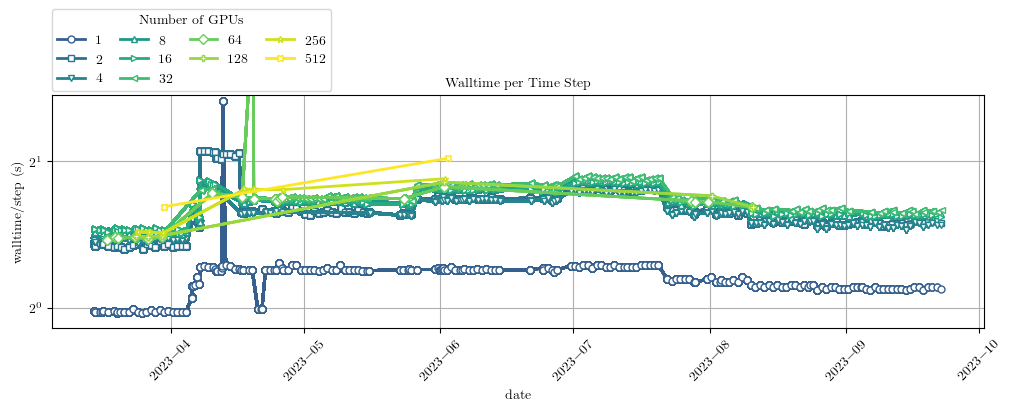 Number of GPUs
1 8 64 256
2 16 128 512
4 32
Walltime per Time Step
walltime/step (s)
2^1
2^0
2023-04 2023-05 2023-06 2023-07 2023-08 2023-09 2023-10
date